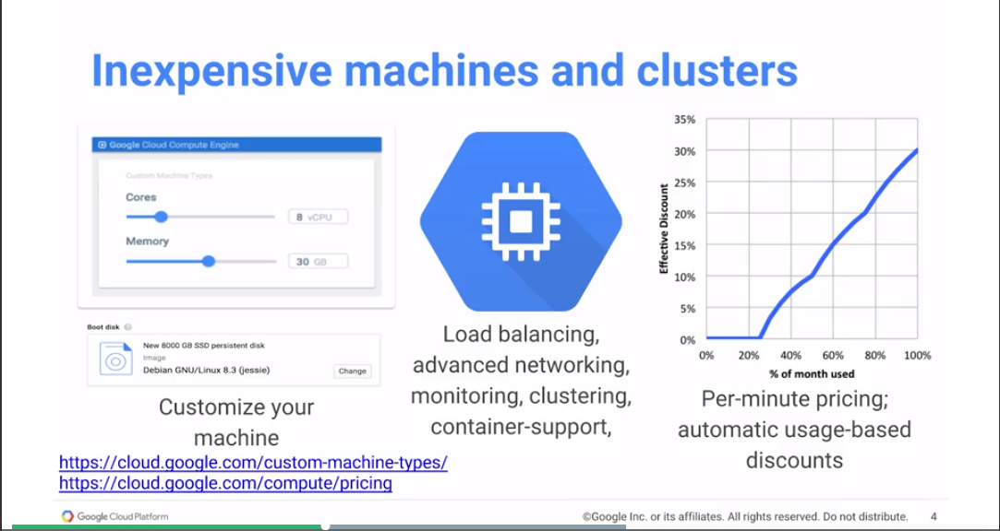 Inexpensive machines and clusters
Google Cloud Compute Engine
Custom Machine Types
Cores
8 vCPU
Memory
30 GB
Boot disk
New 8000 GB SSD persistent disk
Image
Debian GNU/Linux 8.3 (jessie)
Change
Customize your
machine
https://cloud.google.com/custom-machine-types/
https://cloud.google.com/compute/pricing
Load balancing,
advanced networking,
monitoring, clustering,
container-support,
Effective Discount
35%
30%
25%
20%
15%
10%
5%
0%
0% 20% 40% 60% 80% 100%
% of month used
Per-minute pricing;
automatic usage-based
discounts
Google Cloud Platform
©Google Inc. or its affiliates. All rights reserved. Do not distribute. 4